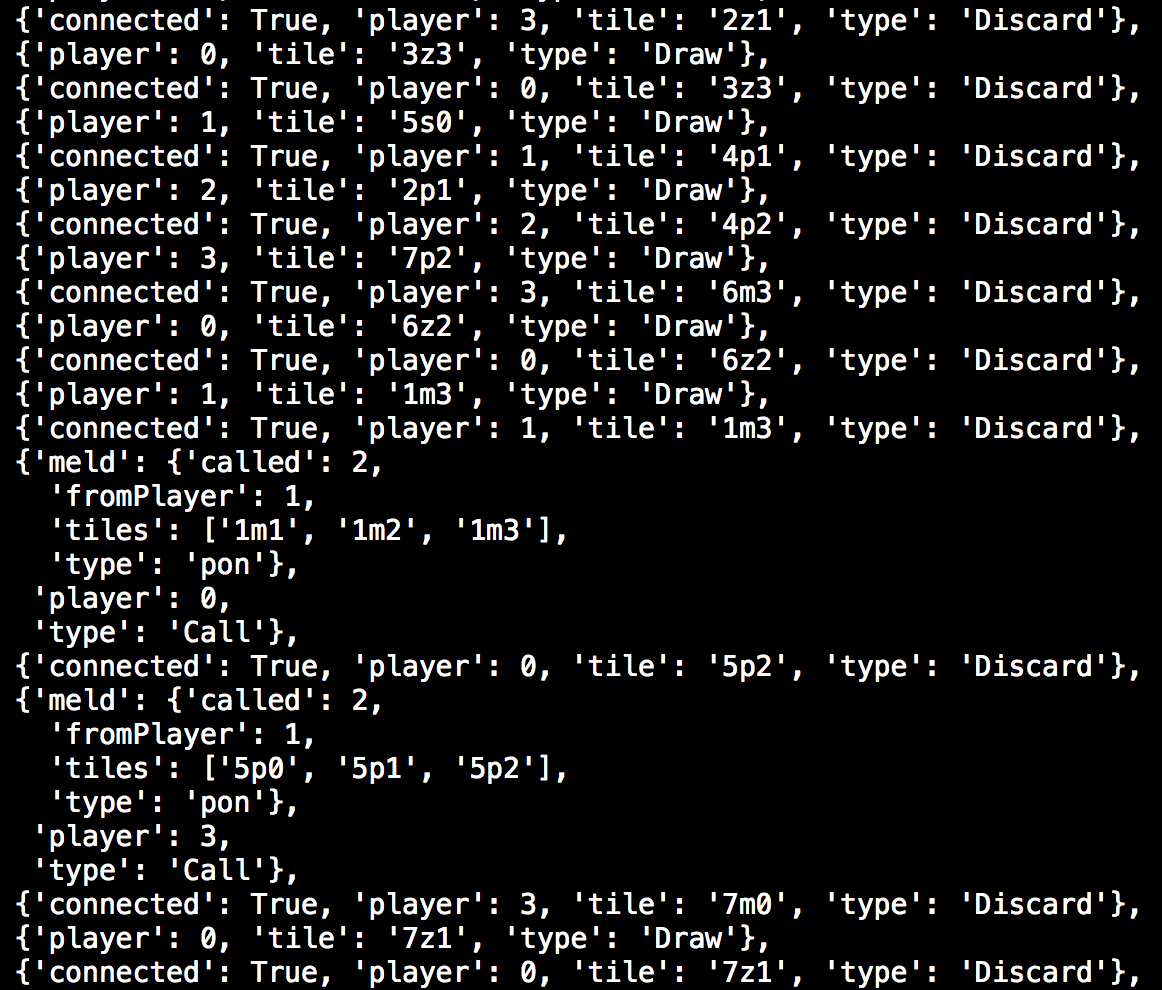 {'connected': True, 'player': 3, 'tile': '2z1', 'type': 'Discard'},
{'player': 0, 'tile': '3z3', 'type': 'Draw'},
{'connected': True, 'player': 0, 'tile': '3z3', 'type': 'Discard'},
{'player': 1, 'tile': '5s0', 'type': 'Draw'},
{'connected': True, 'player': 1, 'tile': '4p1', 'type': 'Discard'},
{'player': 2, 'tile': '2p1', 'type': 'Draw'},
{'connected': True, 'player': 2, 'tile': '4p2', 'type': 'Discard'},
{'player': 3, 'tile': '7p2', 'type': 'Draw'},
{'connected': True, 'player': 3, 'tile': '6m3', 'type': 'Discard'},
{'player': 0, 'tile': '6z2', 'type': 'Draw'},
{'connected': True, 'player': 0, 'tile': '6z2', 'type': 'Discard'},
{'player': 1, 'tile': '1m3', 'type': 'Draw'},
{'connected': True, 'player': 1, 'tile': '1m3', 'type': 'Discard'},
{'meld': {'called': 2,
  'fromPlayer': 1,
  'tiles': ['1m1', '1m2', '1m3'],
  'type': 'pon'},
 'player': 0,
 'type': 'Call'},
{'connected': True, 'player': 0, 'tile': '5p2', 'type': 'Discard'},
{'meld': {'called': 2,
  'fromPlayer': 1,
  'tiles': ['5p0', '5p1', '5p2'],
  'type': 'pon'},
 'player': 3,
 'type': 'Call'},
{'connected': True, 'player': 3, 'tile': '7m0', 'type': 'Discard'},
{'player': 0, 'tile': '7z1', 'type': 'Draw'},
{'connected': True, 'player': 0, 'tile': '7z1', 'type': 'Discard'},